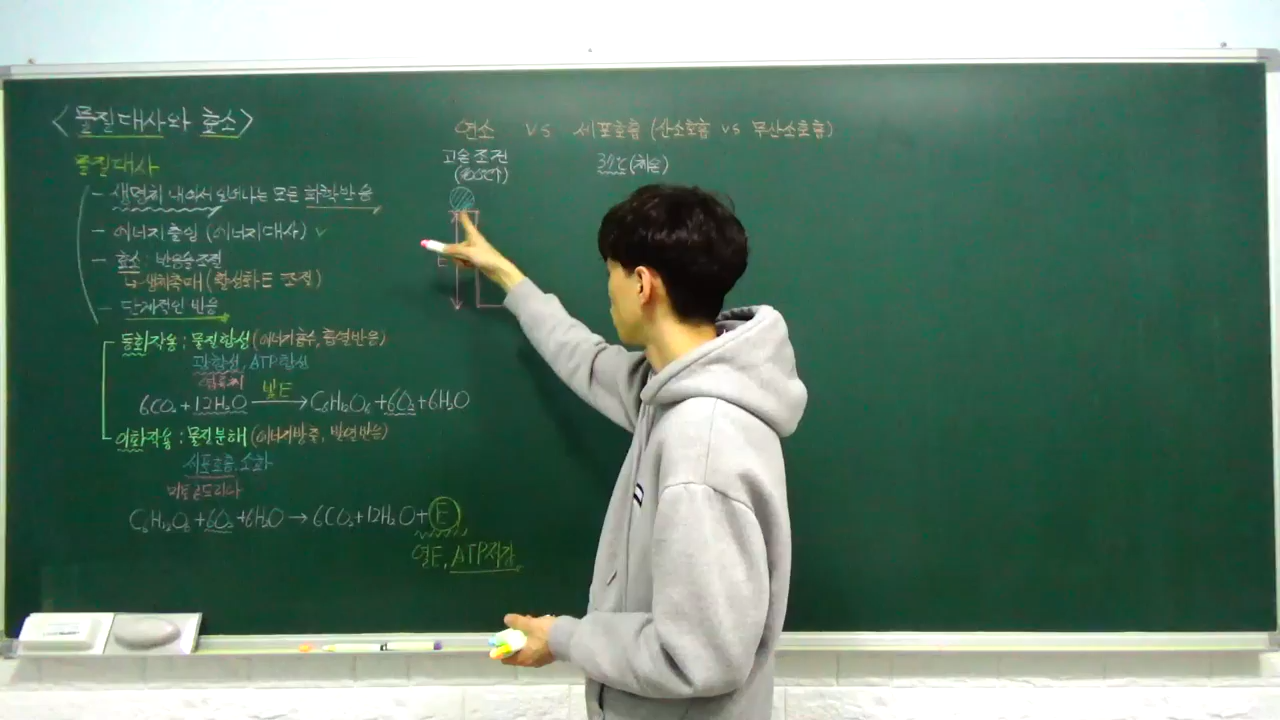 <물질대사와 효소>
물질대사
- 생명체 내에서 일어나는 모든 화학반응
- 에너지출입 (에너지대사) ✓
- 효소 : 반응속도 조절
↳ 생체촉매 (활성화E 조절)
- 단계적인 반응
동화작용 : 물질합성 (에너지흡수, 흡열반응)
광합성, ATP합성
엽록체
6CO₂ + 12H₂O 빛E → C₆H₁₂O₆ + 6O₂ + 6H₂O
이화작용 : 물질분해 (에너지방출, 발열반응)
세포호흡, 소화
미토콘드리아
C₆H₁₂O₆ + 6O₂ + 6H₂O → 6CO₂ + 12H₂O + E
열E, ATP저장
연소 vs 세포호흡 (산소호흡 vs 무산소호흡)
고온조건
(체온)
E